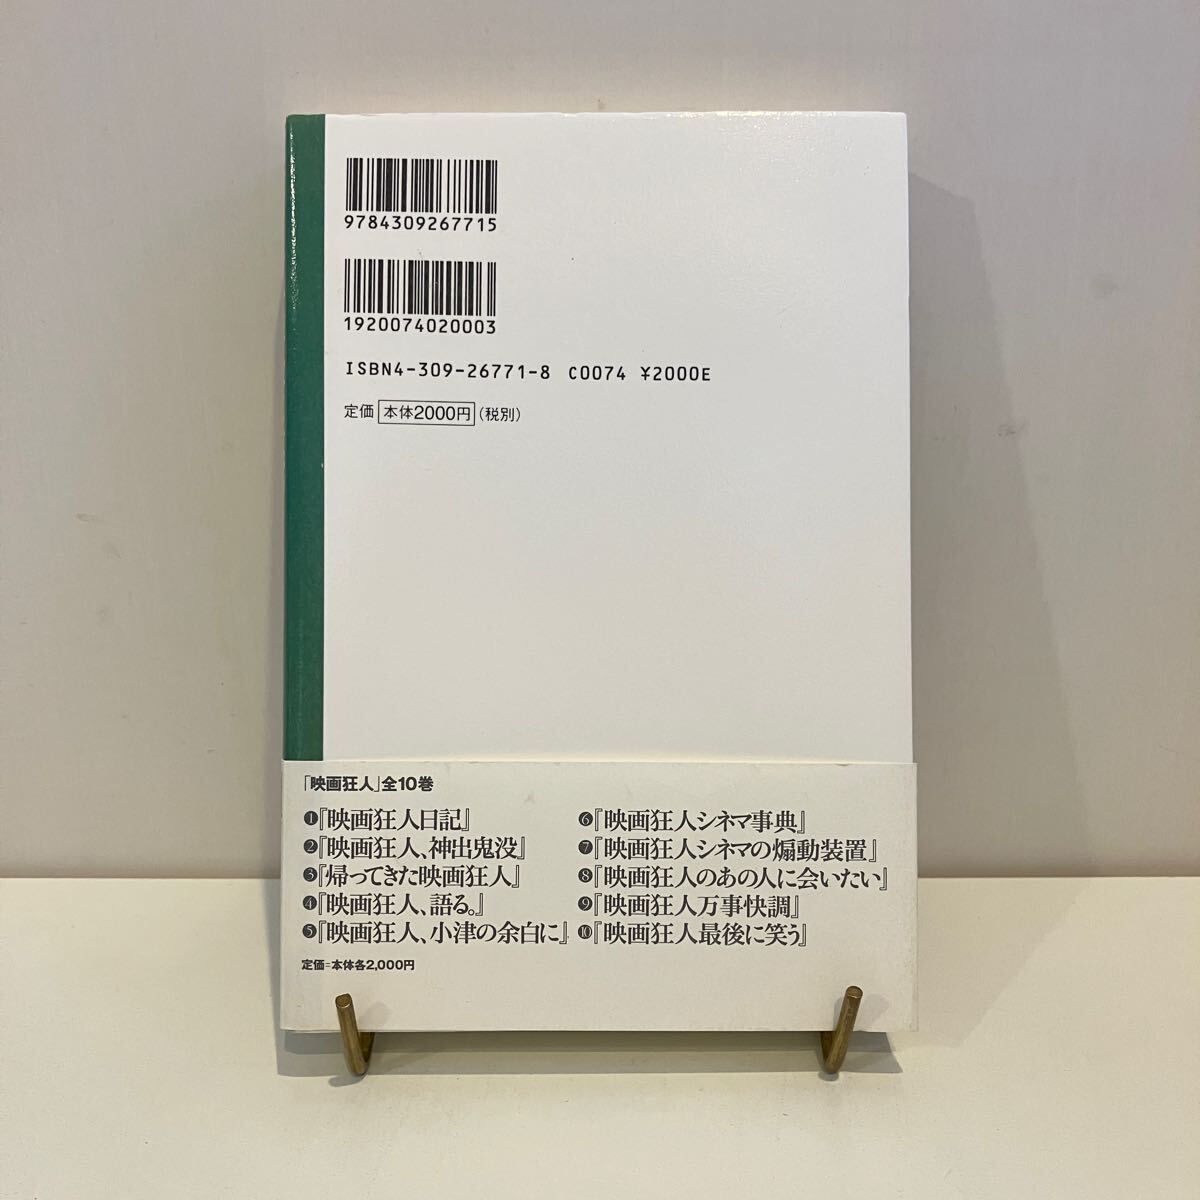 9784309267715
1920074020003
ISBN4-309-26771-8 C0074 ¥2000E
定価 本体2000円 (税別)
「映画狂人」全10巻
❶『映画狂人日記』
❷『映画狂人、神出鬼没』
❸『帰ってきた映画狂人』
❹『映画狂人、語る。』
❺『映画狂人、小津の余白に』
❻『映画狂人シネマ事典』
❼『映画狂人シネマの煽動装置』
❽『映画狂人のあの人に会いたい』
❾『映画狂人万事快調』
❿『映画狂人最後に笑う』
定価=本体各2,000円